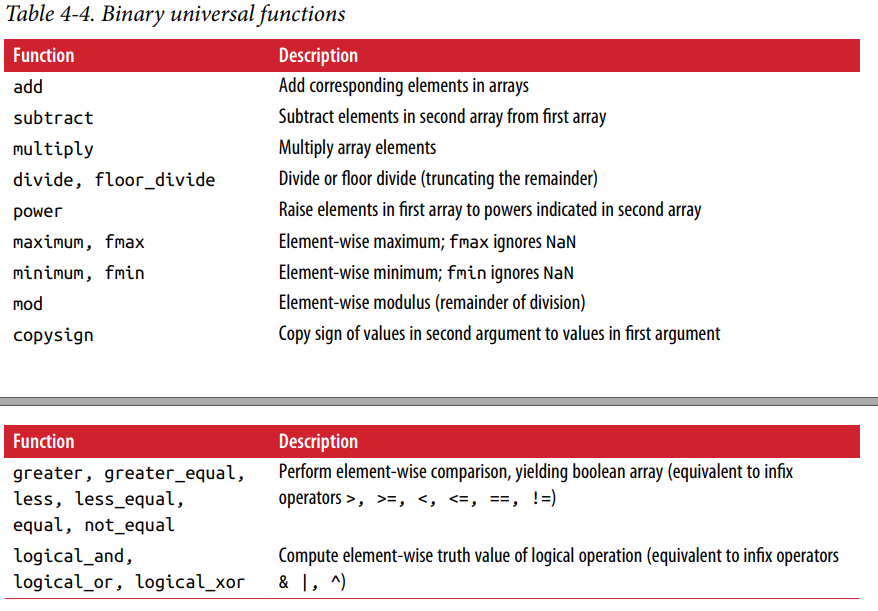 Table 4-4. Binary universal functions
Function Description
add Add corresponding elements in arrays
subtract Subtract elements in second array from first array
multiply Multiply array elements
divide, floor_divide Divide or floor divide (truncating the remainder)
power Raise elements in first array to powers indicated in second array
maximum, fmax Element-wise maximum; fmax ignores NaN
minimum, fmin Element-wise minimum; fmin ignores NaN
mod Element-wise modulus (remainder of division)
copysign Copy sign of values in second argument to values in first argument
Function Description
greater, greater_equal, Perform element-wise comparison, yielding boolean array (equivalent to infix
less, less_equal, operators >, >=, <, <=, ==, !=)
equal, not_equal
logical_and, Compute element-wise truth value of logical operation (equivalent to infix operators
logical_or, logical_xor & |, ^)